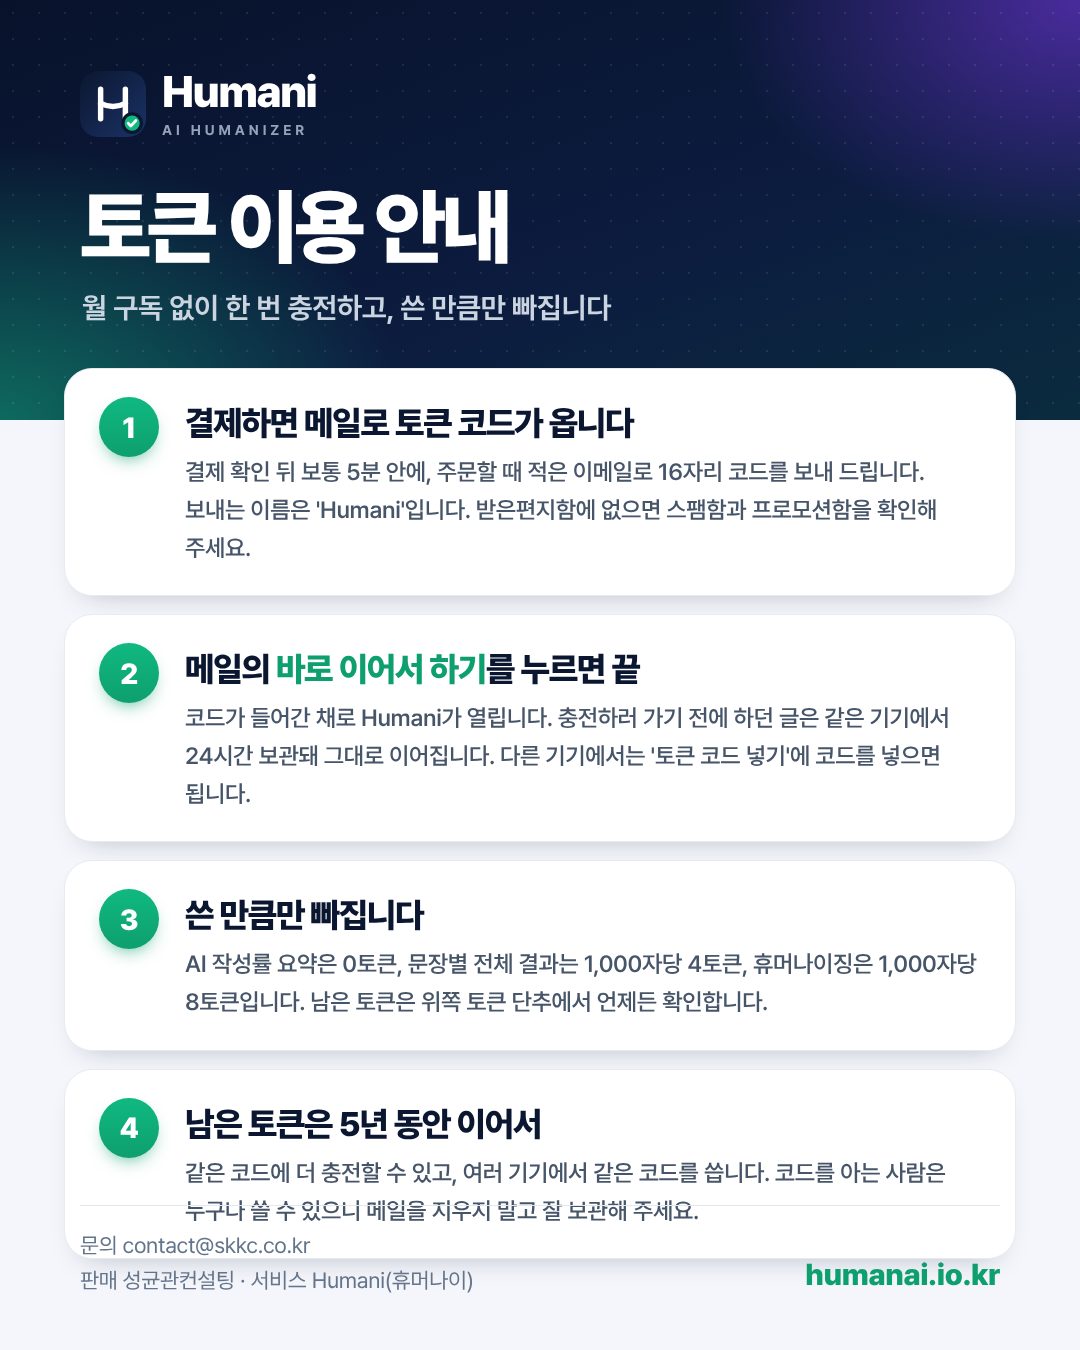 Humani
AI HUMANIZER
토큰 이용 안내
월 구독 없이 한 번 충전하고, 쓴 만큼만 빠집니다
1
결제하면 메일로 토큰 코드가 옵니다
결제 확인 뒤 보통 5분 안에, 주문할 때 적은 이메일로 16자리 코드를 보내 드립니다.
보내는 이름은 'Humani'입니다. 받은편지함에 없으면 스팸함과 프로모션함을 확인해
주세요.
2
메일의 바로 이어서 하기를 누르면 끝
코드가 들어간 채로 Humani가 열립니다. 충전하러 가기 전에 하던 글은 같은 기기에서
24시간 보관돼 그대로 이어집니다. 다른 기기에서는 '토큰 코드 넣기'에 코드를 넣으면
됩니다.
3
쓴 만큼만 빠집니다
AI 작성률 요약은 0토큰, 문장별 전체 결과는 1,000자당 4토큰, 휴머나이징은 1,000자당
8토큰입니다. 남은 토큰은 위쪽 토큰 단추에서 언제든 확인합니다.
4
남은 토큰은 5년 동안 이어서
같은 코드에 더 충전할 수 있고, 여러 기기에서 같은 코드를 씁니다. 코드를 아는 사람은
누구나 쓸 수 있으니 메일을 지우지 말고 잘 보관해 주세요.
문의 contact@skkc.co.kr
판매 성균관컨설팅 · 서비스 Humani(휴머나이)
humanai.io.kr